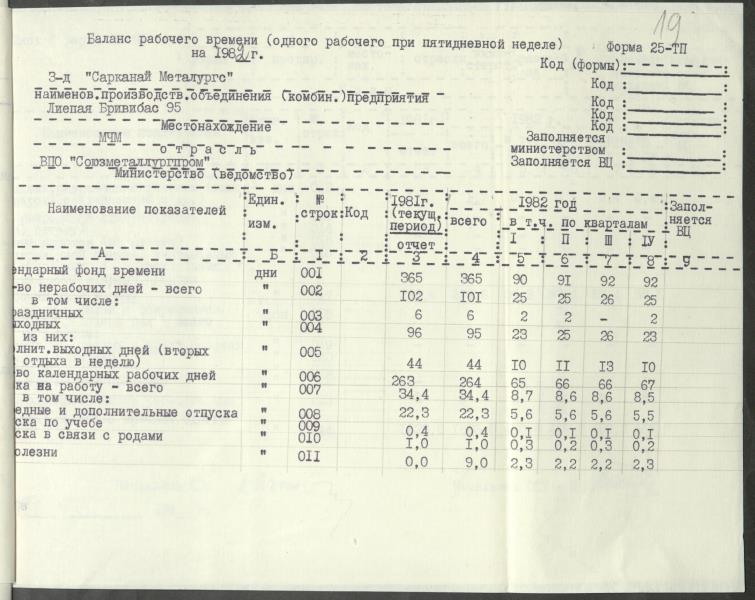 19
Баланс рабочего времени (одного рабочего при пятидневной неделе)
на 1982 г.
Форма 25-ТП
Код (формы):
З-д "Сарканай Металургс"
Код :
наименов.производств.объединения (комбин.)предприятия
Код :
Лиепая Бривибас 95
Код :
Местонахождение
Код :
МЧМ
Заполняется
министерством :
отрасль
ВПО "Союзметаллургпром"
Заполняется ВЦ :
Министерство (ведомство)
Наименование показателей : Един. изм. : № строк : Код : 1981г. (текущ. период) отчет : 1982 год : всего : в т.ч. по кварталам : I : П : Ш : IУ : Запол- няется ВЦ
А : Б : 1 : 2 : 3 : 4 : 5 : 6 : 7 : 8 : 9
ендарный фонд времени дни 001 365 365 90 91 92 92
-во нерабочих дней - всего " 002 102 101 25 25 26 25
в том числе:
раздничных " 003 6 6 2 2 - 2
ыходных " 004 96 95 23 25 26 23
из них:
олнит.выходных дней (вторых
отдыха в неделю) " 005 44 44 10 11 13 10
во календарных рабочих дней " 006 263 264 65 66 66 67
ка на работу - всего " 007 34,4 34,4 8,7 8,6 8,6 8,5
в том числе:
едные и дополнительные отпуска " 008 22,3 22,3 5,6 5,6 5,6 5,5
ска по учебе " 009 0,4 0,4 0,1 0,1 0,1 0,1
ска в связи с родами " 010 1,0 1,0 0,3 0,2 0,3 0,2
олезни " 011 0,0 9,0 2,3 2,2 2,2 2,3